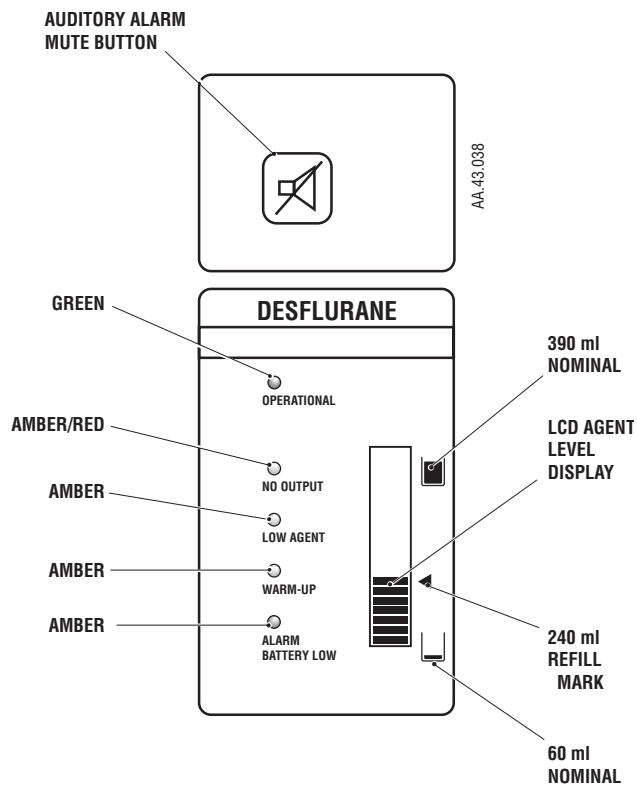 AUDITORY ALARM
MUTE BUTTON
AA.43.038
DESFLURANE
GREEN
OPERATIONAL
390 ml
NOMINAL
AMBER/RED
NO OUTPUT
LCD AGENT
LEVEL
DISPLAY
AMBER
LOW AGENT
AMBER
WARM-UP
AMBER
ALARM
BATTERY LOW
240 ml
REFILL
MARK
60 ml
NOMINAL